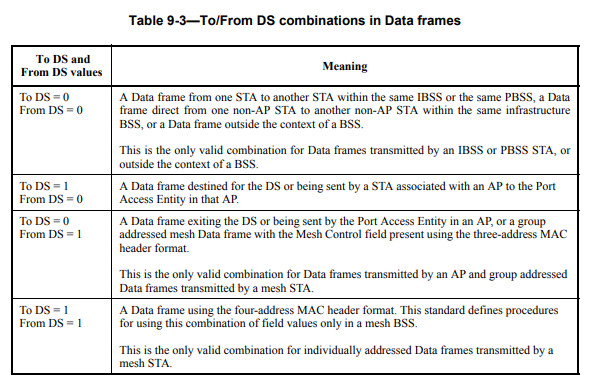 Table 9-3—To/From DS combinations in Data frames
To DS and
From DS values
Meaning
To DS = 0
From DS = 0
A Data frame from one STA to another STA within the same IBSS or the same PBSS, a Data
frame direct from one non-AP STA to another non-AP STA within the same infrastructure
BSS, or a Data frame outside the context of a BSS.
This is the only valid combination for Data frames transmitted by an IBSS or PBSS STA, or
outside the context of a BSS.
To DS = 1
From DS = 0
A Data frame destined for the DS or being sent by a STA associated with an AP to the Port
Access Entity in that AP.
To DS = 0
From DS = 1
A Data frame exiting the DS or being sent by the Port Access Entity in an AP, or a group
addressed mesh Data frame with the Mesh Control field present using the three-address MAC
header format.
This is the only valid combination for Data frames transmitted by an AP and group addressed
Data frames transmitted by a mesh STA.
To DS = 1
From DS = 1
A Data frame using the four-address MAC header format. This standard defines procedures
for using this combination of field values only in a mesh BSS.
This is the only valid combination for individually addressed Data frames transmitted by a
mesh STA.